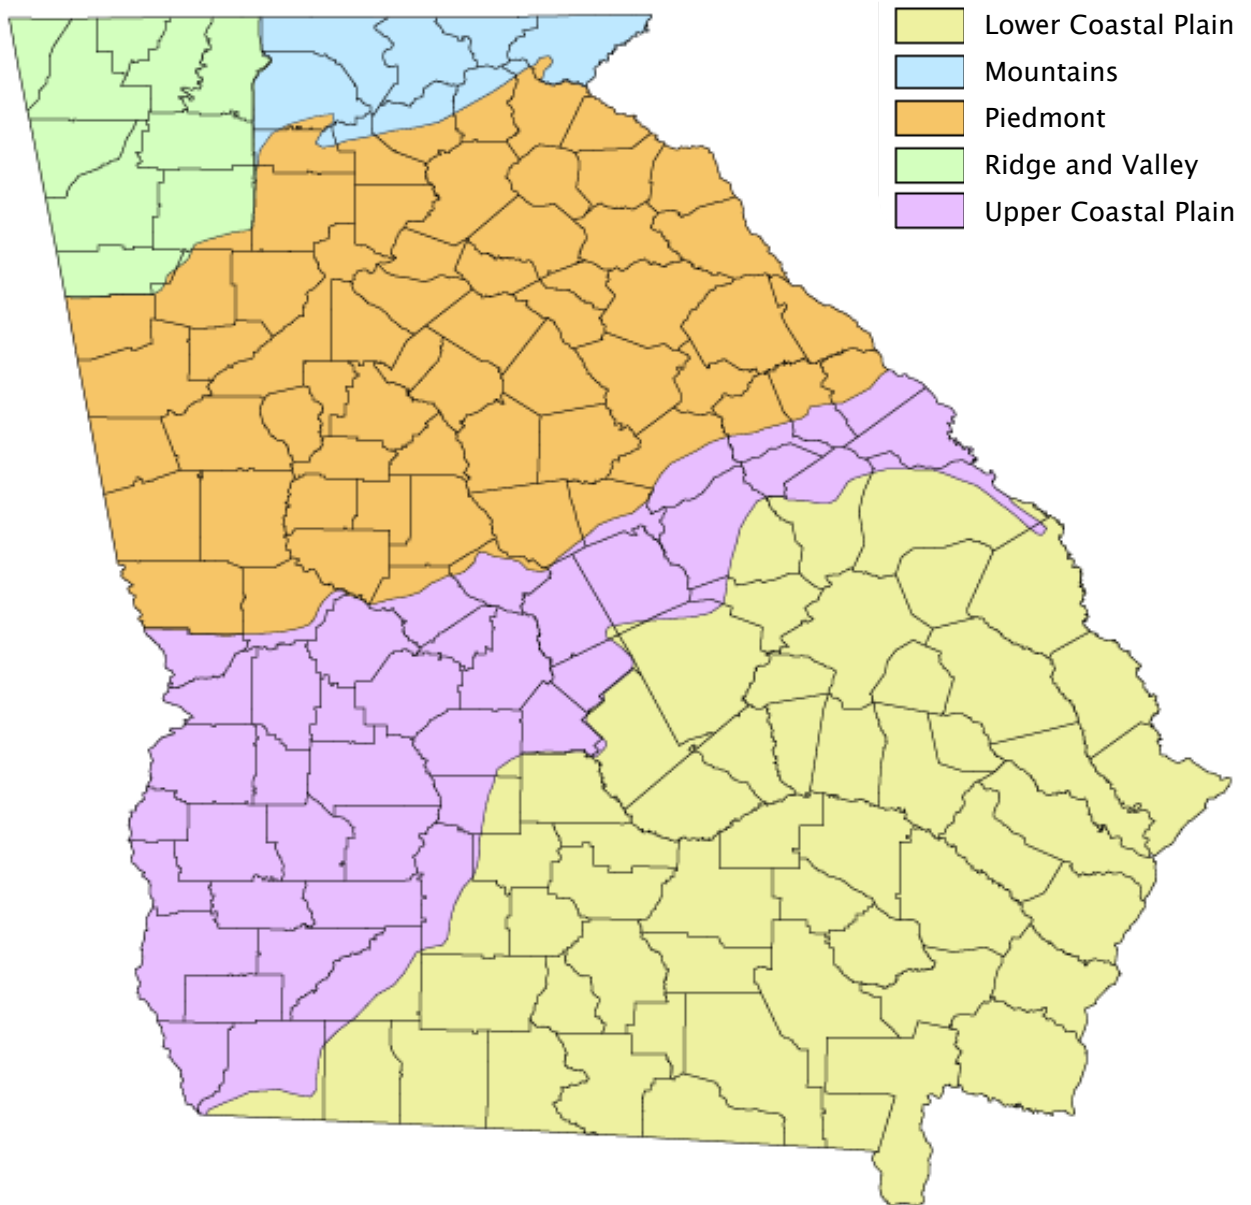 Lower Coastal Plain
Mountains
Piedmont
Ridge and Valley
Upper Coastal Plain